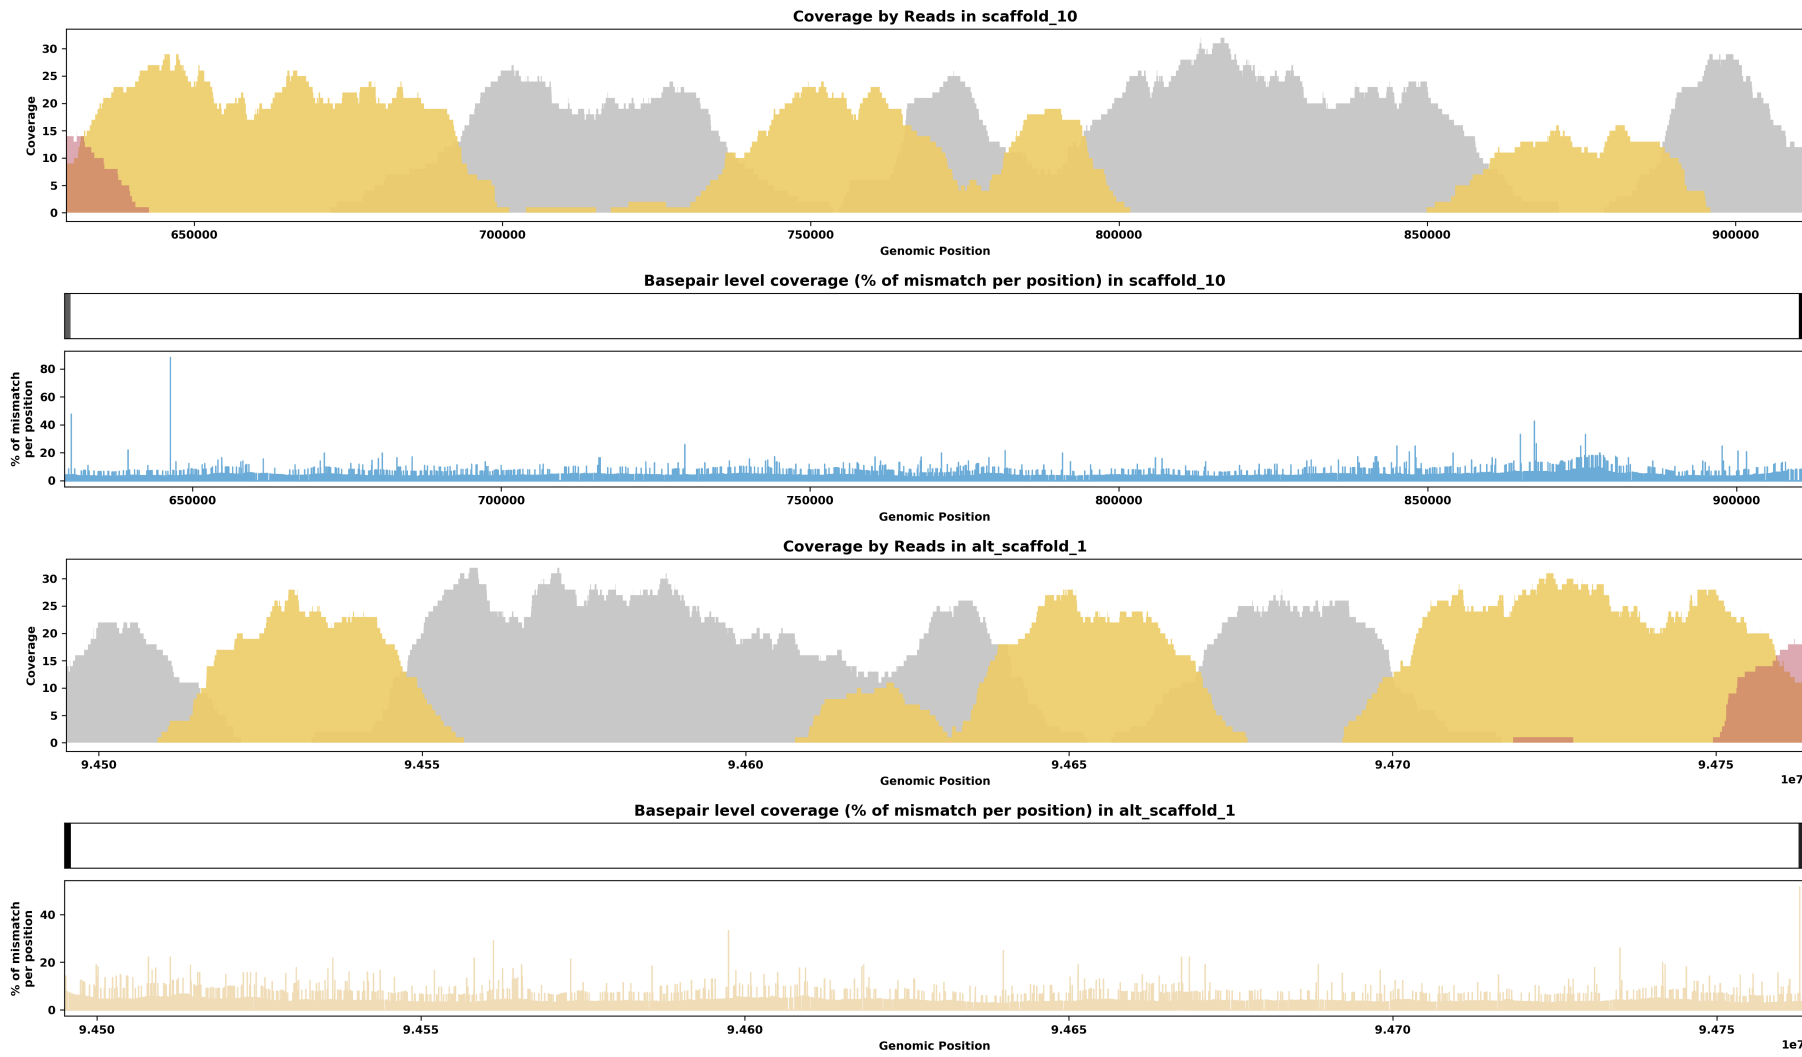 Coverage by Reads in scaffold_10
Coverage
30
25
20
15
10
5
0
650000 700000 750000 800000 850000 900000
Genomic Position
Basepair level coverage (% of mismatch per position) in scaffold_10
% of mismatch
per position
80
60
40
20
0
650000 700000 750000 800000 850000 900000
Genomic Position
Coverage by Reads in alt_scaffold_1
Coverage
30
25
20
15
10
5
0
9.450 9.455 9.460 9.465 9.470 9.475
1e7
Genomic Position
Basepair level coverage (% of mismatch per position) in alt_scaffold_1
% of mismatch
per position
40
20
0
9.450 9.455 9.460 9.465 9.470 9.475
1e7
Genomic Position